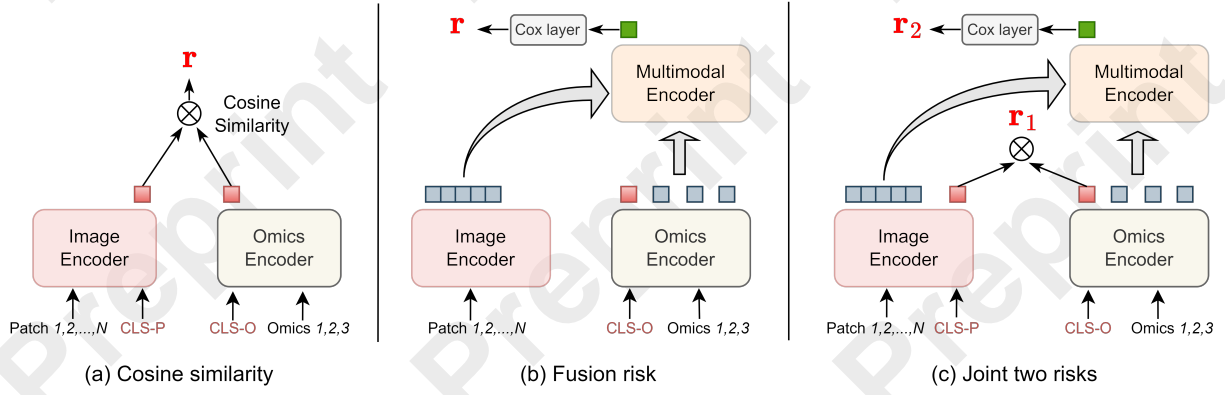 r
Cosine
Similarity
Image
Encoder
Omics
Encoder
Patch 1,2,...,N
CLS-P
CLS-O
Omics 1,2,3
(a) Cosine similarity
r
Cox layer
Multimodal
Encoder
Image
Encoder
Omics
Encoder
Patch 1,2,...,N
CLS-O
Omics 1,2,3
(b) Fusion risk
r2
Cox layer
Multimodal
Encoder
r1
Image
Encoder
Omics
Encoder
Patch 1,2,...,N
CLS-P
CLS-O
Omics 1,2,3
(c) Joint two risks
Preprint
Preprint
Preprint